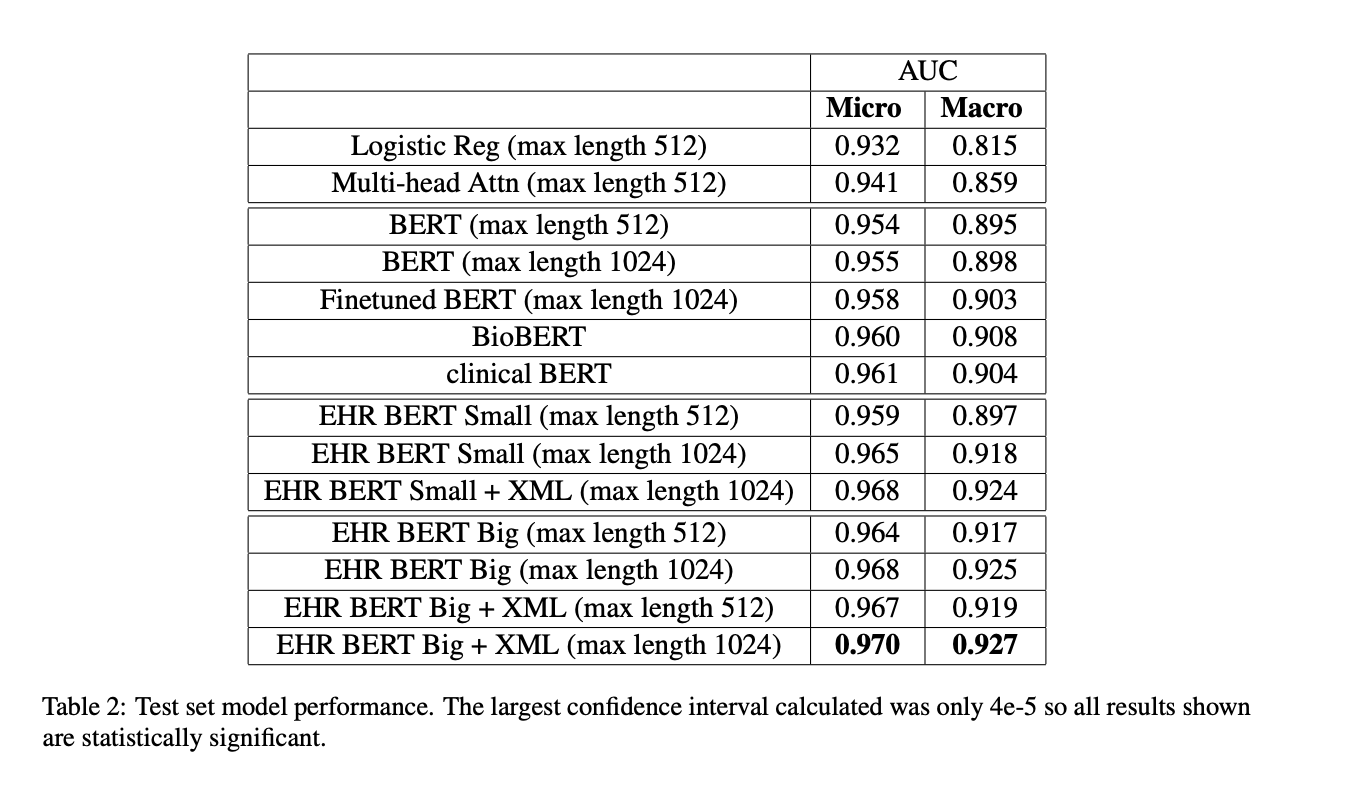 AUC
Micro Macro
Logistic Reg (max length 512) 0.932 0.815
Multi-head Attn (max length 512) 0.941 0.859
BERT (max length 512) 0.954 0.895
BERT (max length 1024) 0.955 0.898
Finetuned BERT (max length 1024) 0.958 0.903
BioBERT 0.960 0.908
clinical BERT 0.961 0.904
EHR BERT Small (max length 512) 0.959 0.897
EHR BERT Small (max length 1024) 0.965 0.918
EHR BERT Small + XML (max length 1024) 0.968 0.924
EHR BERT Big (max length 512) 0.964 0.917
EHR BERT Big (max length 1024) 0.968 0.925
EHR BERT Big + XML (max length 512) 0.967 0.919
EHR BERT Big + XML (max length 1024) 0.970 0.927
Table 2: Test set model performance. The largest confidence interval calculated was only 4e-5 so all results shown
are statistically significant.